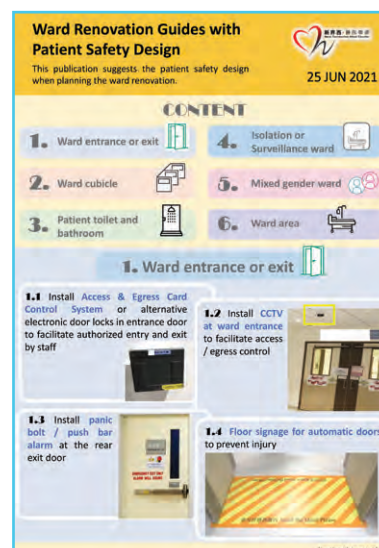 Ward Renovation Guides with
Patient Safety Design
This publication suggests the patient safety design
when planning the ward renovation.
25 JUN 2021
CONTENT
1. Ward entrance or exit
2. Ward cubicle
3. Patient toilet and
bathroom
4. Isolation or
Surveillance ward
5. Mixed gender ward
6. Ward area
1. Ward entrance or exit
1.1 Install Access & Egress Card
Control System or alternative
electronic door locks in entrance door
to facilitate authorized entry and exit
by staff
1.2 Install CCTV
at ward entrance
to facilitate access
/ egress control
1.3 Install panic
bolt / push bar
alarm at the rear
exit door
1.4 Floor signage for automatic doors
to prevent injury